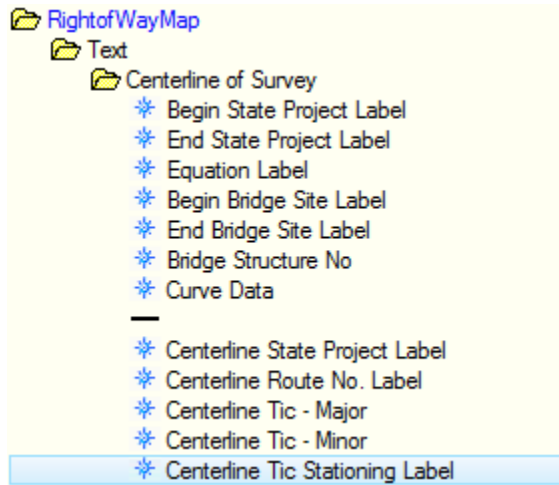 RightofWayMap
Text
Centerline of Survey
Begin State Project Label
End State Project Label
Equation Label
Begin Bridge Site Label
End Bridge Site Label
Bridge Structure No
Curve Data
Centerline State Project Label
Centerline Route No. Label
Centerline Tic - Major
Centerline Tic - Minor
Centerline Tic Stationing Label